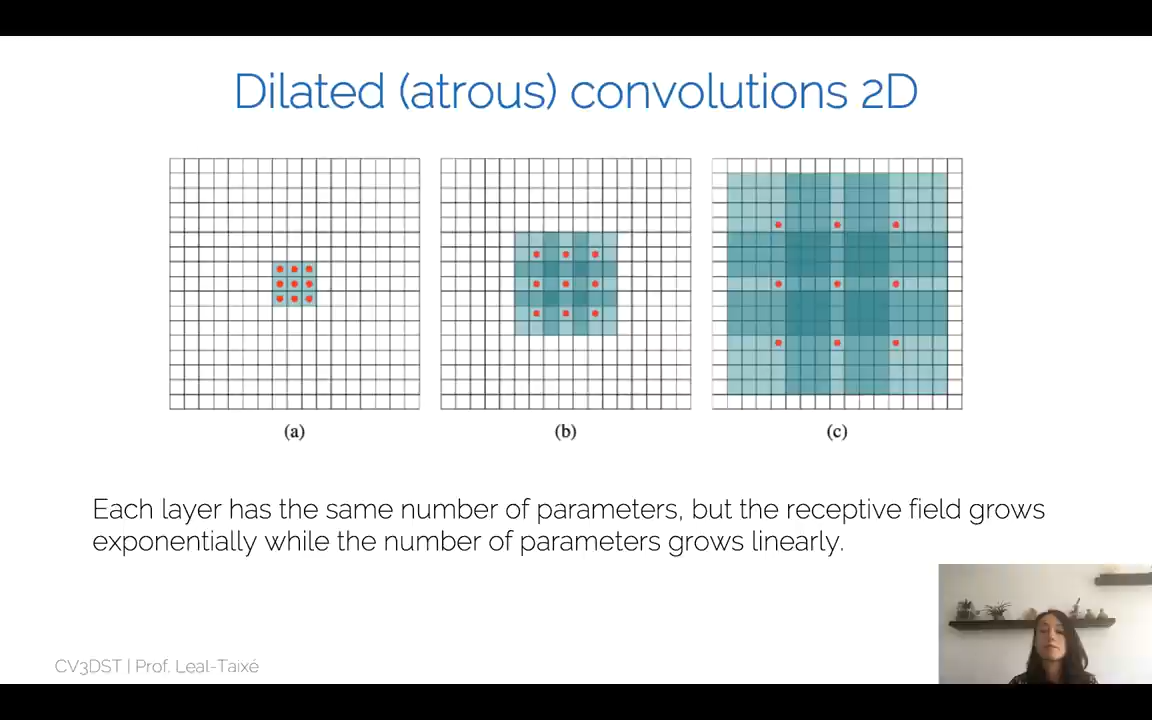 Dilated (atrous) convolutions 2D
(a)
(b)
(c)
Each layer has the same number of parameters, but the receptive field grows
exponentially while the number of parameters grows linearly.
CV3DST | Prof. Leal-Taixé